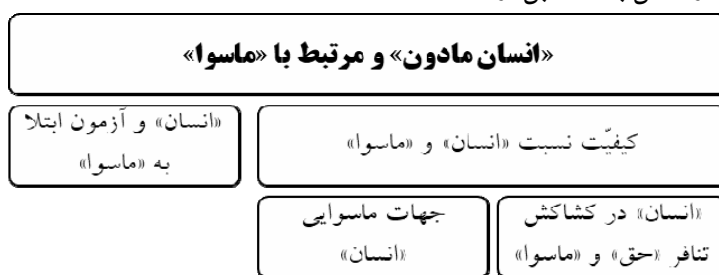 «انسان مادون» و مرتبط با «ماسوا»
کیفیّت نسبت «انسان» و «ماسوا»
«انسان» و آزمون ابتلا
به «ماسوا»
«انسان» در کشاکش
تنافر «حق» و «ماسوا»
جهات ماسوایی
«انسان»